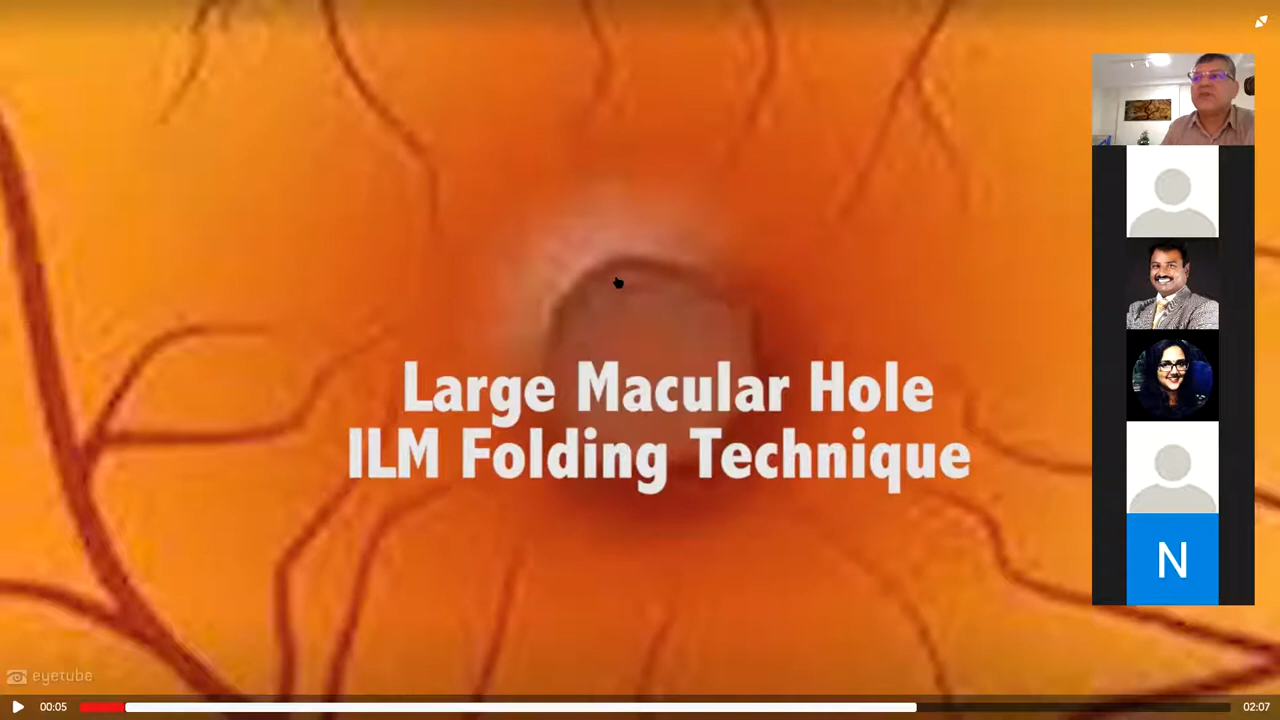 Large Macular Hole
ILM Folding Technique
N
eyetube
00:05
02:07